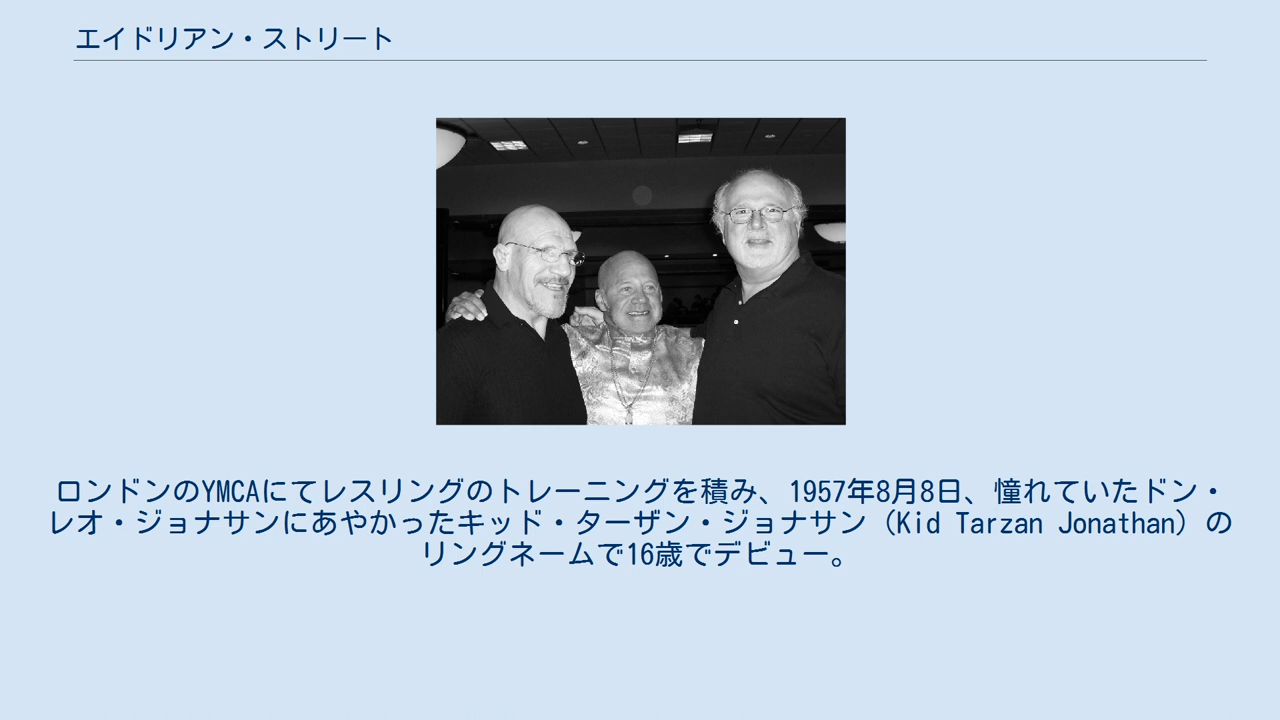 エイドリアン・ストリート
ロンドンのYMCAにてレスリングのトレーニングを積み、1957年8月8日、憧れていたドン・
レオ・ジョナサンにあやかったキッド・ターザン・ジョナサン（Kid Tarzan Jonathan）の
リングネームで16歳でデビュー。